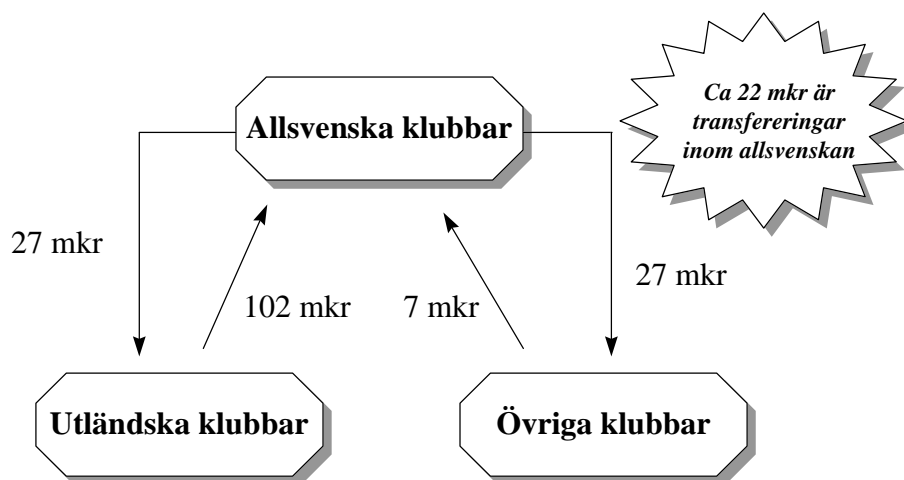 Ca 22 mkr är
transfereringar
inom allsvenskan
Allsvenska klubbar
27 mkr
102 mkr
7 mkr
27 mkr
Utländska klubbar
Övriga klubbar